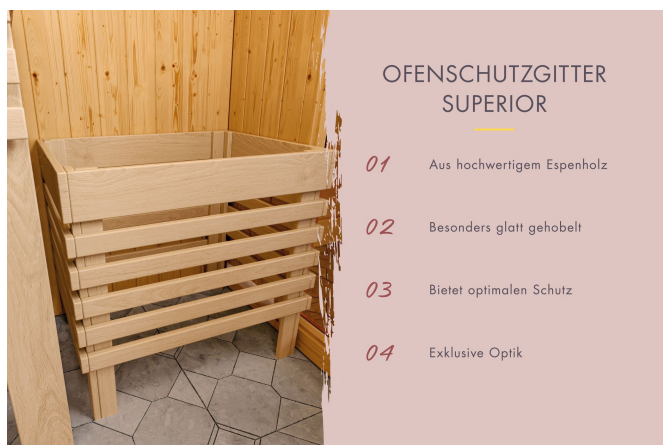 OFENSCHUTZGITTER
SUPERIOR
01 Aus hochwertigem Espenholz
02 Besonders glatt gehobelt
03 Bietet optimalen Schutz
04 Exklusive Optik